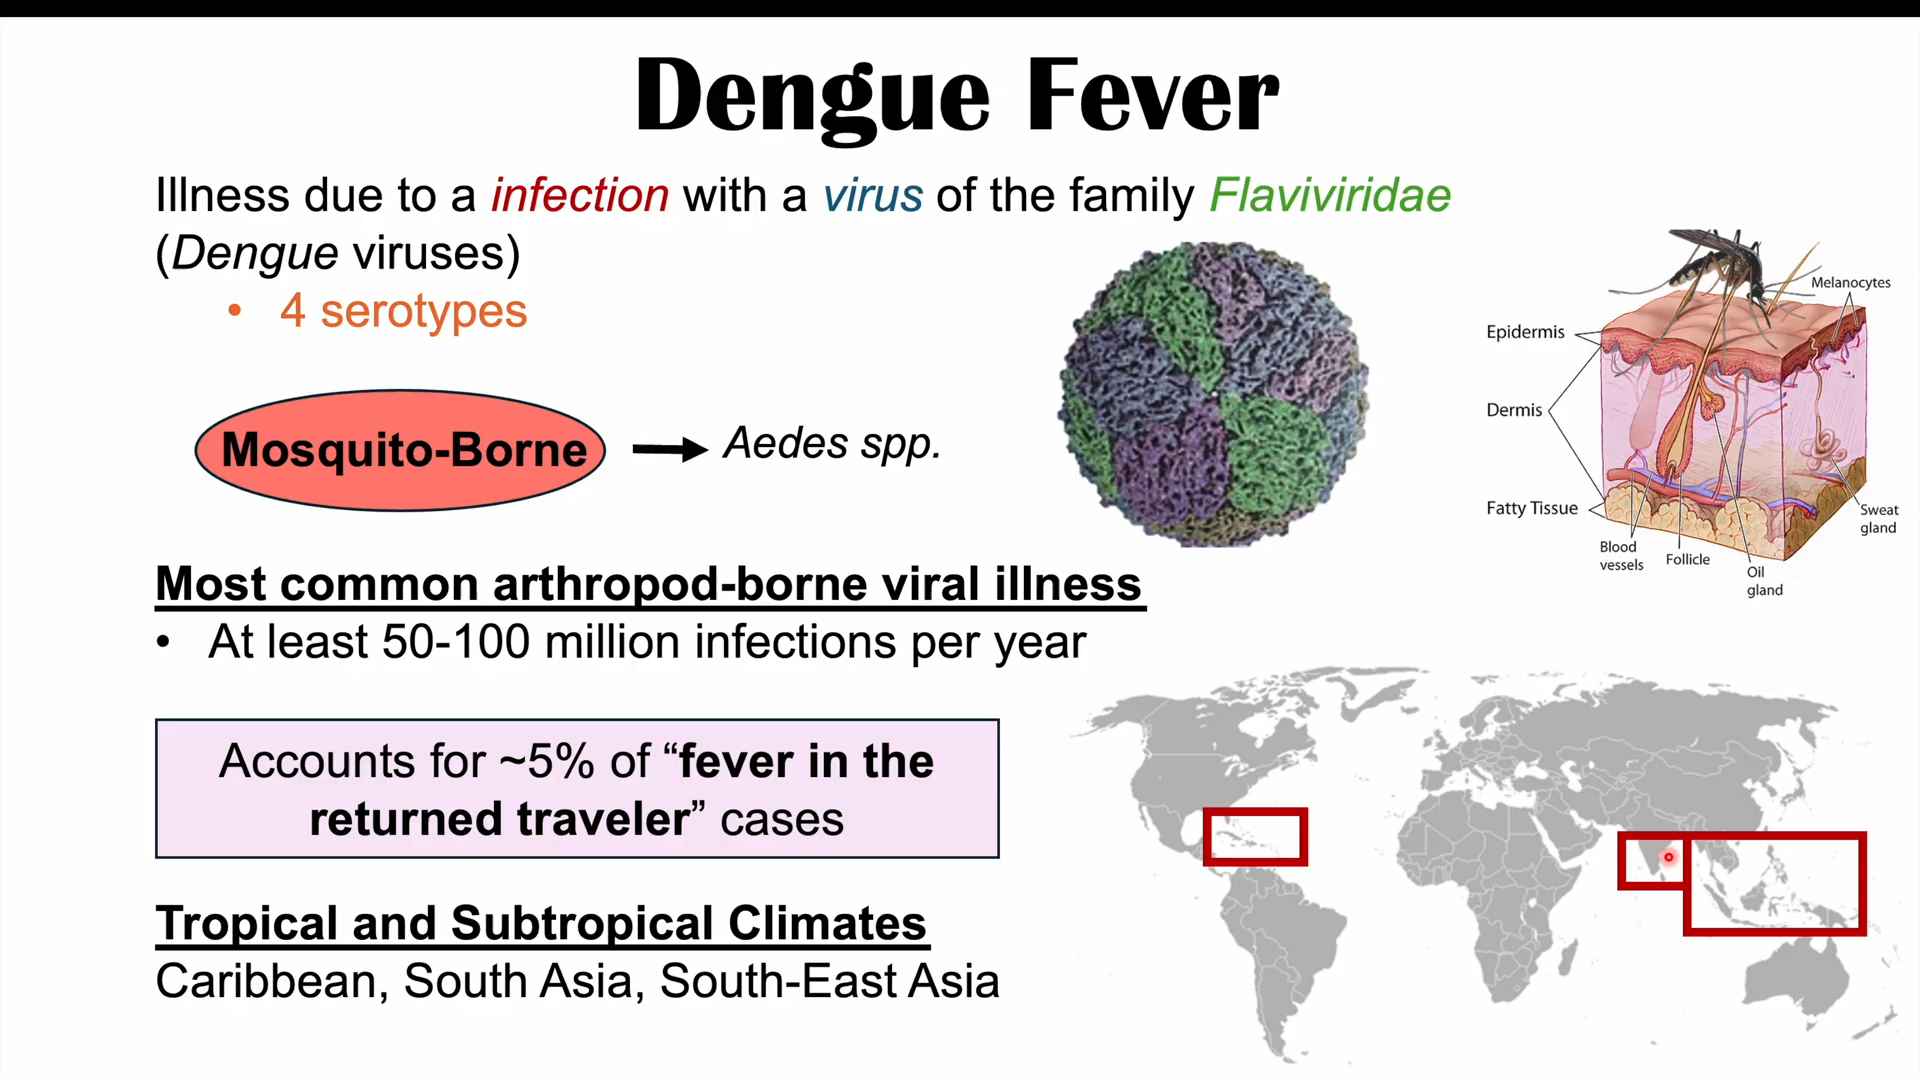 Dengue Fever
Illness due to a infection with a virus of the family Flaviviridae
(Dengue viruses)
• 4 serotypes
Mosquito-Borne
Aedes spp.
Melanocytes
Epidermis
Dermis
Fatty Tissue
Blood
vessels
Follicle
Oil
gland
Sweat
gland
Most common arthropod-borne viral illness
• At least 50-100 million infections per year
Accounts for ~5% of “fever in the
returned traveler” cases
Tropical and Subtropical Climates
Caribbean, South Asia, South-East Asia